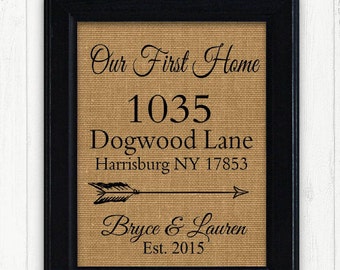 Our First Home
1035
Dogwood Lane
Harrisburg NY 17853
Bryce & Lauren
Est. 2015